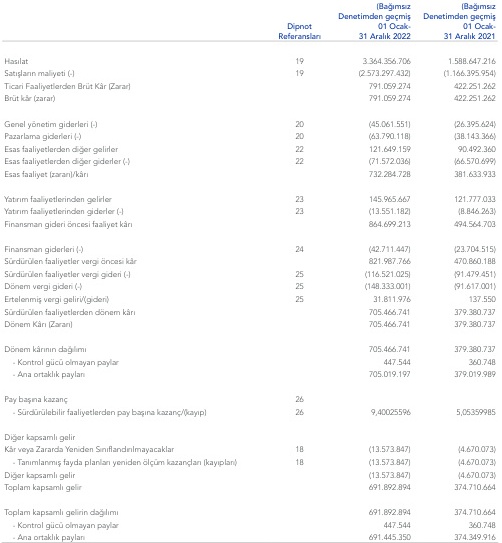 (Bağımsız (Bağımsız
Denetimden geçmiş Denetimden geçmiş
Dipnot 01 Ocak- 01 Ocak-
Referansları 31 Aralık 2022 31 Aralık 2021
Hasılat 19 3.364.356.706 1.588.647.216
Satışların maliyeti (-) 19 (2.573.297.432) (1.166.395.954)
Ticari Faaliyetlerden Brüt Kâr (Zarar) 791.059.274 422.251.262
Brüt kâr (zarar) 791.059.274 422.251.262
Genel yönetim giderleri (-) 20 (45.061.551) (26.395.624)
Pazarlama giderleri (-) 20 (63.790.118) (38.143.366)
Esas faaliyetlerden diğer gelirler 22 121.649.159 90.492.360
Esas faaliyetlerden diğer giderler (-) 22 (71.572.036) (66.570.699)
Esas faaliyet (zararı)/kârı 732.284.728 381.633.933
Yatırım faaliyetlerinden gelirler 23 145.965.667 121.777.033
Yatırım faaliyetlerinden giderler (-) 23 (13.551.182) (8.846.263)
Finansman gideri öncesi faaliyet kârı 864.699.213 494.564.703
Finansman giderleri (-) 24 (42.711.447) (23.704.515)
Sürdürülen faaliyetler vergi öncesi kâr 821.987.766 470.860.188
Sürdürülen faaliyetler vergi gideri (-) 25 (116.521.025) (91.479.451)
Dönem vergi gideri (-) 25 (148.333.001) (91.617.001)
Ertelenmiş vergi geliri/(gideri) 25 31.811.976 137.550
Sürdürülen faaliyetlerden dönem kârı 705.466.741 379.380.737
Dönem Kârı (Zararı) 705.466.741 379.380.737
Dönem kârının dağılımı 705.466.741 379.380.737
- Kontrol gücü olmayan paylar 447.544 360.748
- Ana ortaklık payları 705.019.197 379.019.989
Pay başına kazanç 26
- Sürdürülebilir faaliyetlerden pay başına kazanç/(kayıp) 26 9,40025596 5,05359985
Diğer kapsamlı gelir
Kâr veya Zararda Yeniden Sınıflandırılmayacaklar 18 (13.573.847) (4.670.073)
- Tanımlanmış fayda planları yeniden ölçüm kazançları (kayıpları) 18 (13.573.847) (4.670.073)
Diğer kapsamlı gelir (13.573.847) (4.670.073)
Toplam kapsamlı gelir 691.892.894 374.710.664
Toplam kapsamlı gelirin dağılımı 691.892.894 374.710.664
- Kontrol gücü olmayan paylar 447.544 360.748
- Ana ortaklık payları 691.445.350 374.349.916